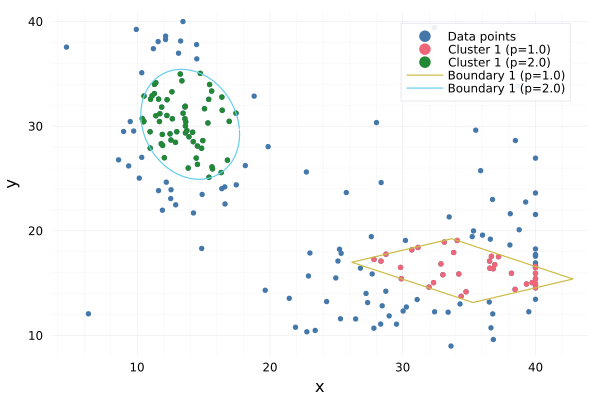 40
30
20
10
y
Data points
Cluster 1 (p=1.0)
Cluster 1 (p=2.0)
Boundary 1 (p=1.0)
Boundary 1 (p=2.0)
10 20 30 40
x